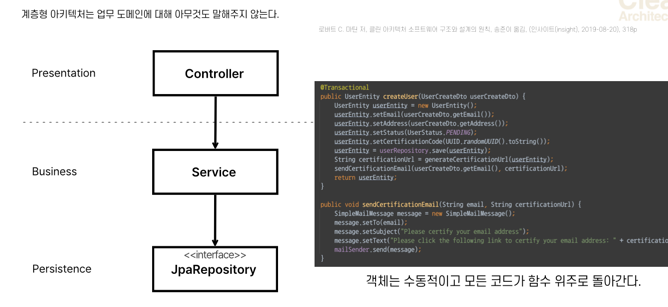 Clea
Architec
계층형 아키텍처는 업무 도메인에 대해 아무것도 말해주지 않는다.
로버트 C. 마틴 저, 클린 아키텍처 소프트웨어 구조와 설계의 원칙, 송준이 옮김, (인사이트(insight), 2019-08-20), 318p
Presentation
Controller
Business
Service
Persistence
<<interface>>
JpaRepository
@Transactional
public UserEntity createUser(UserCreateDto userCreateDto) {
UserEntity userEntity = new UserEntity();
userEntity.setEmail(userCreateDto.getEmail());
userEntity.setAddress(userCreateDto.getAddress());
userEntity.setStatus(UserStatus.PENDING);
userEntity.setCertificationCode(UUID.randomUUID().toString());
userEntity = userRepository.save(userEntity);
String certificationUrl = generateCertificationUrl(userEntity);
sendCertificationEmail(userCreateDto.getEmail(), certificationUrl);
return userEntity;
}
public void sendCertificationEmail(String email, String certificationUrl) {
SimpleMailMessage message = new SimpleMailMessage();
message.setTo(email);
message.setSubject("Please certify your email address");
message.setText("Please click the following link to certify your email address: " + certificatio
mailSender.send(message);
}
객체는 수동적이고 모든 코드가 함수 위주로 돌아간다.